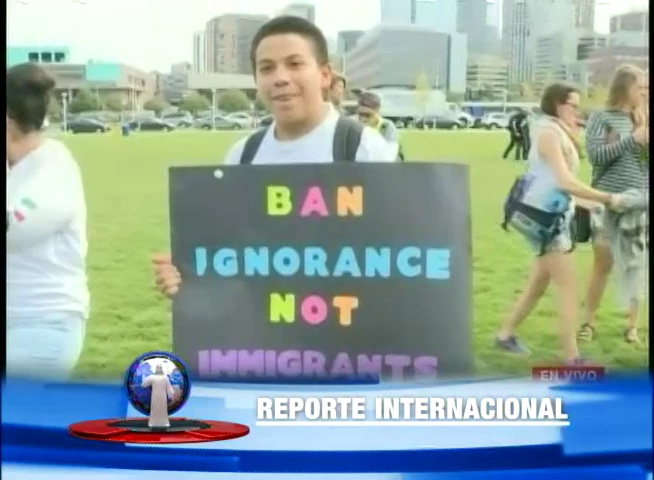 BAN
IGNORANCE
NOT
IMMIGRANTS
EN VIVO
REPORTE INTERNACIONAL